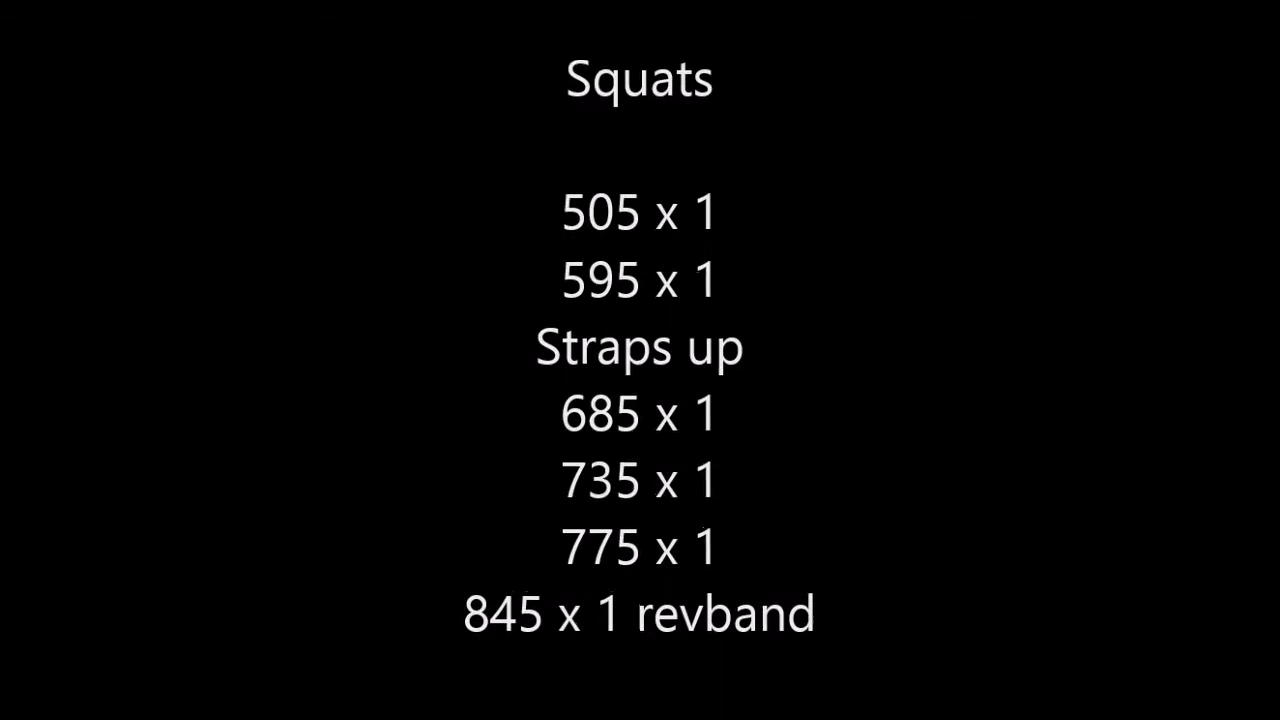 Squats
505 x 1
595 x 1
Straps up
685 x 1
735 x 1
775 x 1
845 x 1 revband